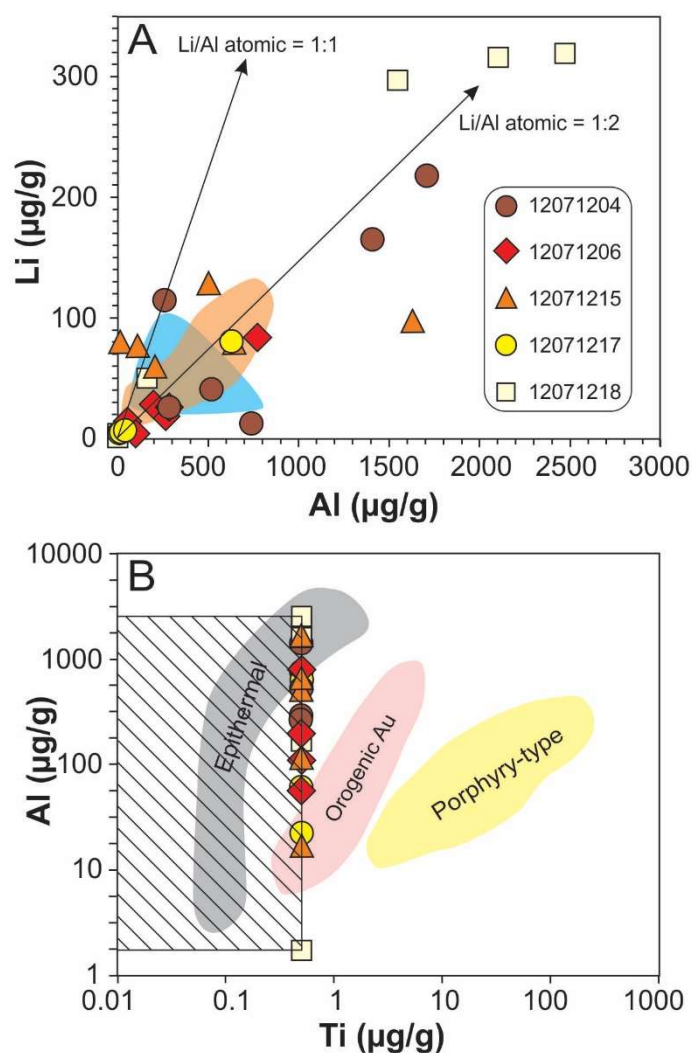 A
Li/Al atomic = 1:1
Li/Al atomic = 1:2
300
200
100
0
Li (µg/g)
12071204
12071206
12071215
12071217
12071218
0 500 1000 1500 2000 2500 3000
Al (µg/g)
B
10000
1000
100
10
1
Al (µg/g)
Epithermal
Orogenic Au
Porphyry-type
0.01 0.1 1 10 100 1000
Ti (µg/g)